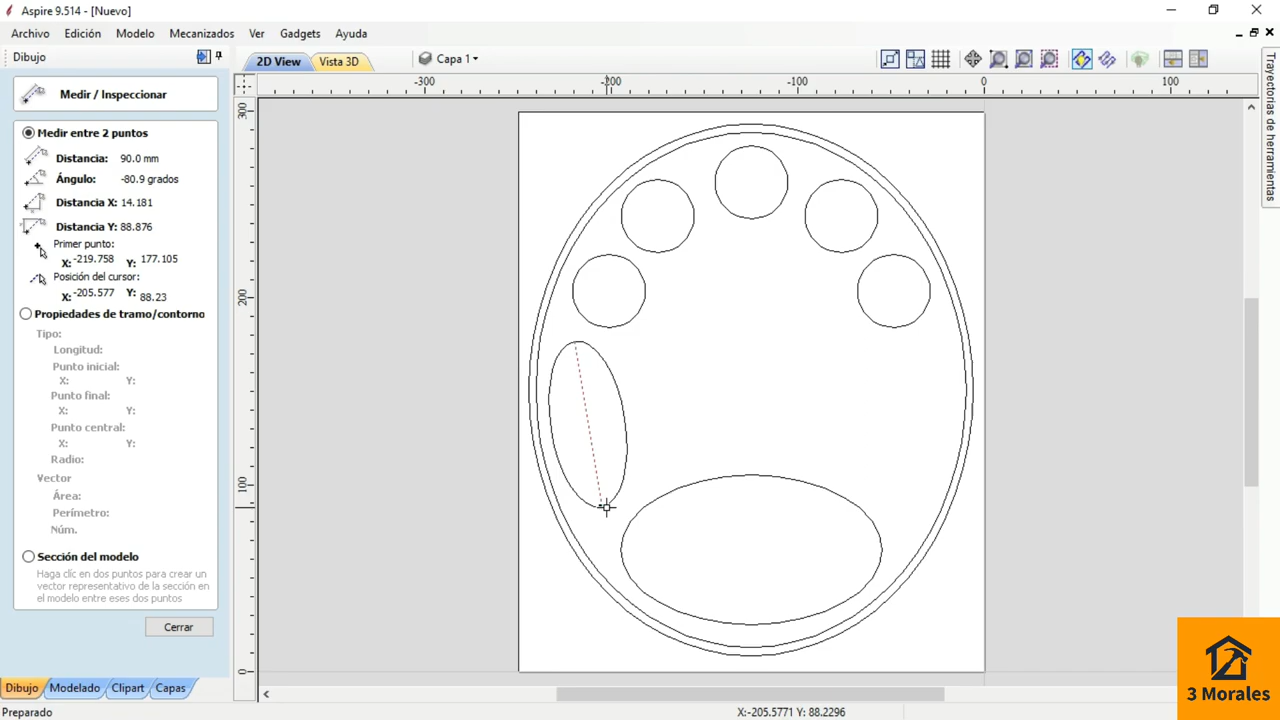 Aspire 9.514 - [Nuevo]
Archivo Edición Modelo Mecanizados Ver Gadgets Ayuda
Dibujo
2D View Vista 3D Capa 1
Medir / Inspeccionar
-300 -200 -100 0 100
300
200
100
0
Medir entre 2 puntos
Distancia: 90.0 mm
Ángulo: -80.9 grados
Distancia X: 14.181
Distancia Y: 88.876
Primer punto:
X: -219.758 Y: 177.105
Posición del cursor:
X: -205.577 Y: 88.23
Propiedades de tramo/contorno
Tipo:
Longitud:
Punto inicial:
X: Y:
Punto final:
X: Y:
Punto central:
X: Y:
Radio:
Vector
Área:
Perímetro:
Núm.
Sección del modelo
Haga clíc en dos puntos para crear un
vector representativo de la sección en
el modelo entre eses dos puntos
Cerrar
Trayectorias de herramientas
Dibujo Modelado Clipart Capas
Preparado
X:-205.5771 Y: 88.2296
3 Morales